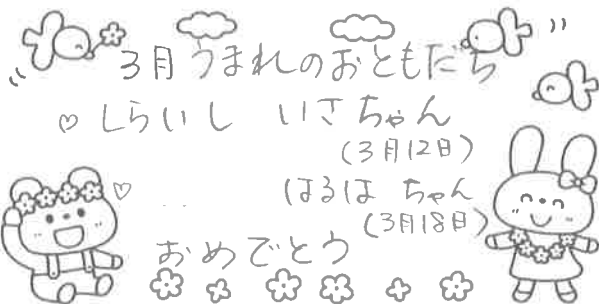 3月うまれのおともだち
♡ しらいし いさちゃん
(3月12日)
♡ はるは ちゃん
(3月18日)
おめでとう